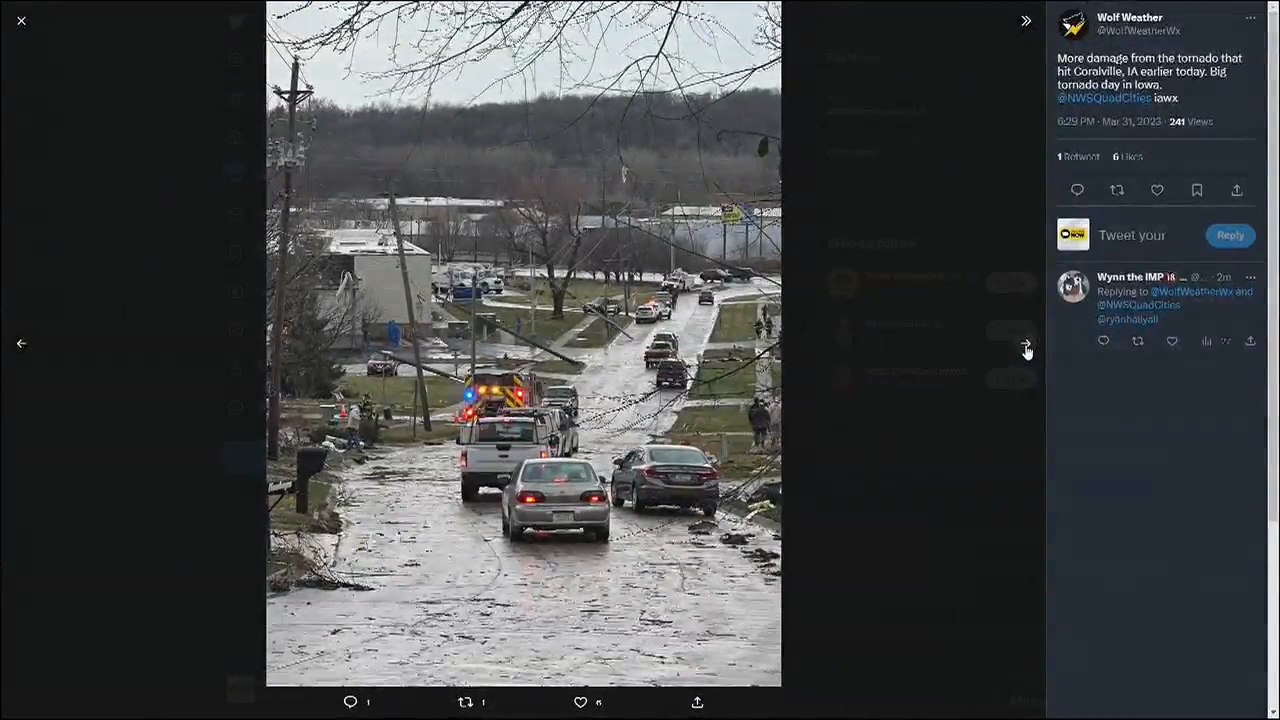 Wolf Weather
@WolfWeatherWx
More damage from the tornado that
hit Coralville, IA earlier today. Big
tornado day in Iowa.
@NWSQuadCities iawx
6:29 PM · Mar 31, 2023 · 241 Views
1 Retweet 6 Likes
Tweet your
Reply
Wynn the IMP ... @... · 2m
Replying to @WolfWeatherWx and
@NWSQuadCities
@ryanhallyall
1 1 6